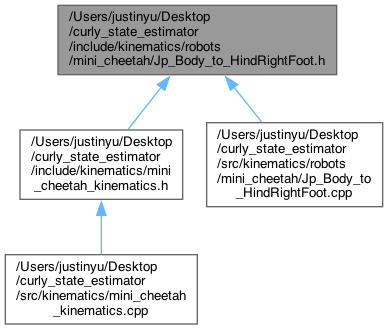 /Users/justinyu/Desktop
/curly_state_estimator
/include/kinematics/robots
/mini_cheetah/Jp_Body_to_HindRightFoot.h
/Users/justinyu/Desktop
/curly_state_estimator
/include/kinematics/mini
_cheetah_kinematics.h
/Users/justinyu/Desktop
/curly_state_estimator
/src/kinematics/robots
/mini_cheetah/Jp_Body_to
_HindRightFoot.cpp
/Users/justinyu/Desktop
/curly_state_estimator
/src/kinematics/mini_cheetah
_kinematics.cpp